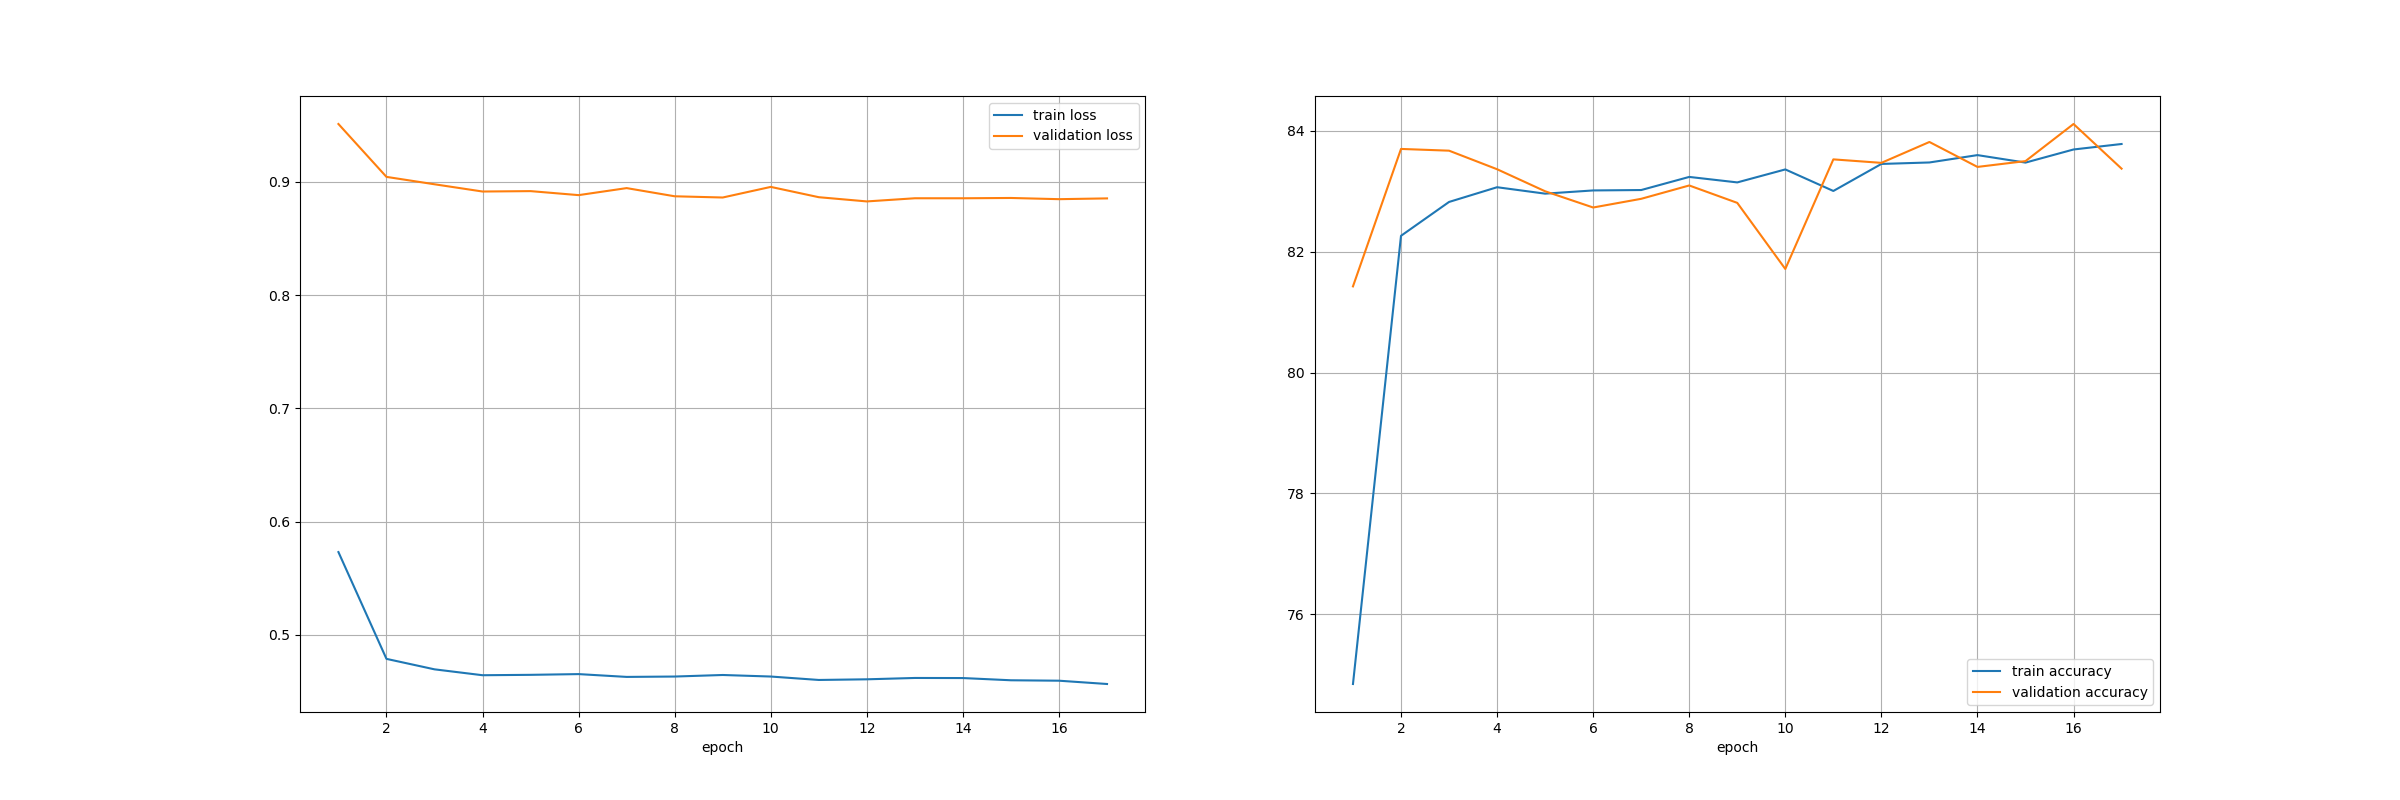 train loss
validation loss
0.9
0.8
0.7
0.6
0.5
2 4 6 8 10 12 14 16
epoch
84
82
80
78
76
train accuracy
validation accuracy
2 4 6 8 10 12 14 16
epoch